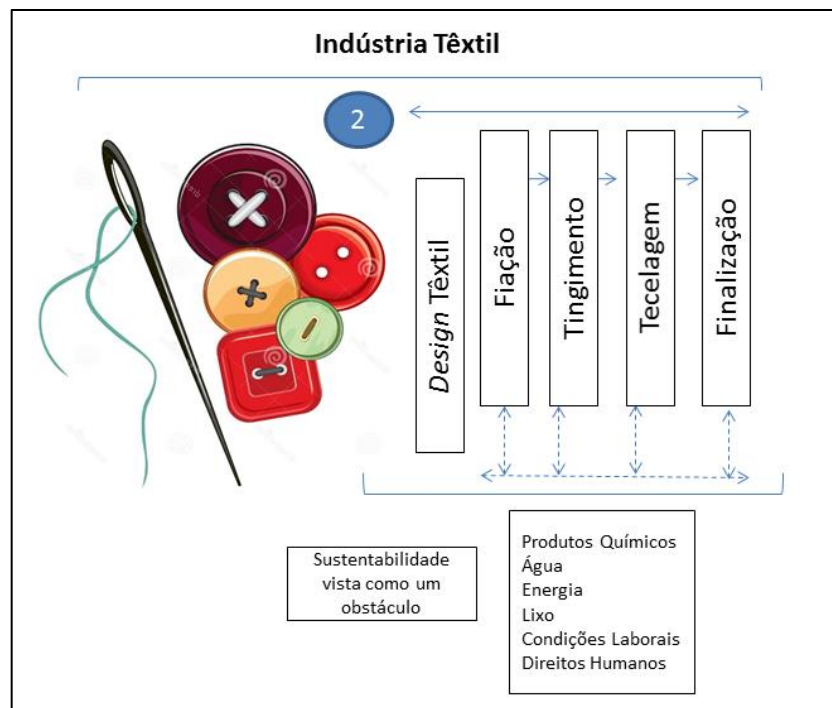 Indústria Têxtil
2
Design Têxtil
Fiação
Tingimento
Tecelagem
Finalização
Sustentabilidade
vista como um
obstáculo
Produtos Químicos
Água
Energia
Lixo
Condições Laborais
Direitos Humanos